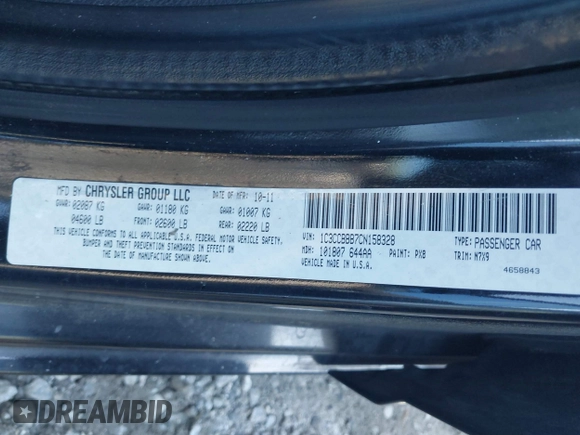 MFD BY CHRYSLER GROUP LLC
DATE OF MFR: 10-11
GVWR: 02087 KG
GAWR: 01180 KG
GAWR: 01007 KG
04600 LB
FRONT: 02600 LB
REAR: 02220 LB
THIS VEHICLE CONFORMS TO ALL APPLICABLE U.S.A. FEDERAL MOTOR VEHICLE SAFETY,
BUMPER AND THEFT PREVENTION STANDARDS IN EFFECT ON
THE DATE OF MANUFACTURE SHOWN ABOVE.
VIN: 1C3CCBBB7CN158328
TYPE: PASSENGER CAR
MDH: 101807 644AA
PAINT: PXB
TRIM: M7X9
VEHICLE MADE IN U.S.A.
4658843
DREAMBID